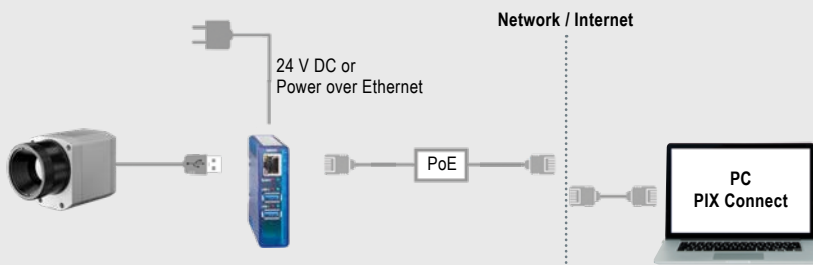 Network / Internet
24 V DC or
Power over Ethernet
PoE
PC
PIX Connect